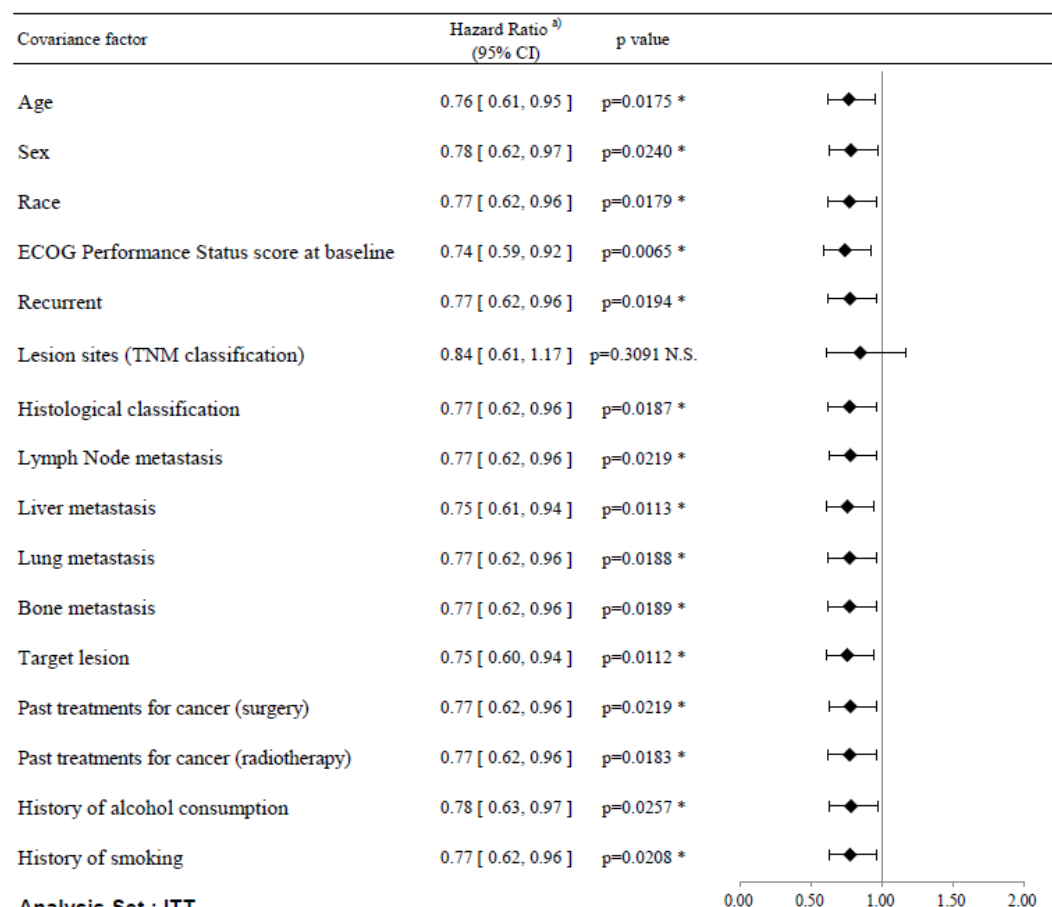 Covariance factor Hazard Ratio a) p value
(95% CI)
Age 0.76 [ 0.61, 0.95 ] p=0.0175 *
Sex 0.78 [ 0.62, 0.97 ] p=0.0240 *
Race 0.77 [ 0.62, 0.96 ] p=0.0179 *
ECOG Performance Status score at baseline 0.74 [ 0.59, 0.92 ] p=0.0065 *
Recurrent 0.77 [ 0.62, 0.96 ] p=0.0194 *
Lesion sites (TNM classification) 0.84 [ 0.61, 1.17 ] p=0.3091 N.S.
Histological classification 0.77 [ 0.62, 0.96 ] p=0.0187 *
Lymph Node metastasis 0.77 [ 0.62, 0.96 ] p=0.0219 *
Liver metastasis 0.75 [ 0.61, 0.94 ] p=0.0113 *
Lung metastasis 0.77 [ 0.62, 0.96 ] p=0.0188 *
Bone metastasis 0.77 [ 0.62, 0.96 ] p=0.0189 *
Target lesion 0.75 [ 0.60, 0.94 ] p=0.0112 *
Past treatments for cancer (surgery) 0.77 [ 0.62, 0.96 ] p=0.0219 *
Past treatments for cancer (radiotherapy) 0.77 [ 0.62, 0.96 ] p=0.0183 *
History of alcohol consumption 0.78 [ 0.63, 0.97 ] p=0.0257 *
History of smoking 0.77 [ 0.62, 0.96 ] p=0.0208 *
Analysis Set : ITT
0.00 0.50 1.00 1.50 2.00